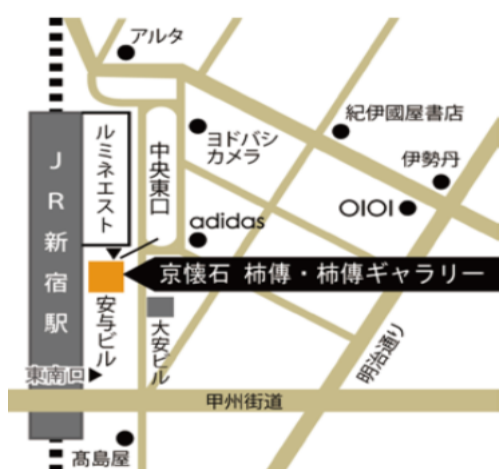 アルタ
紀伊國屋書店
ヨドバシ
カメラ
伊勢丹
ルミネエスト
中央東口
JR新宿駅
adidas
OIOI
京懐石 柿傳・柿傳ギャラリー
安与ビル
大安ビル
明治通り
東南口
甲州街道
髙島屋